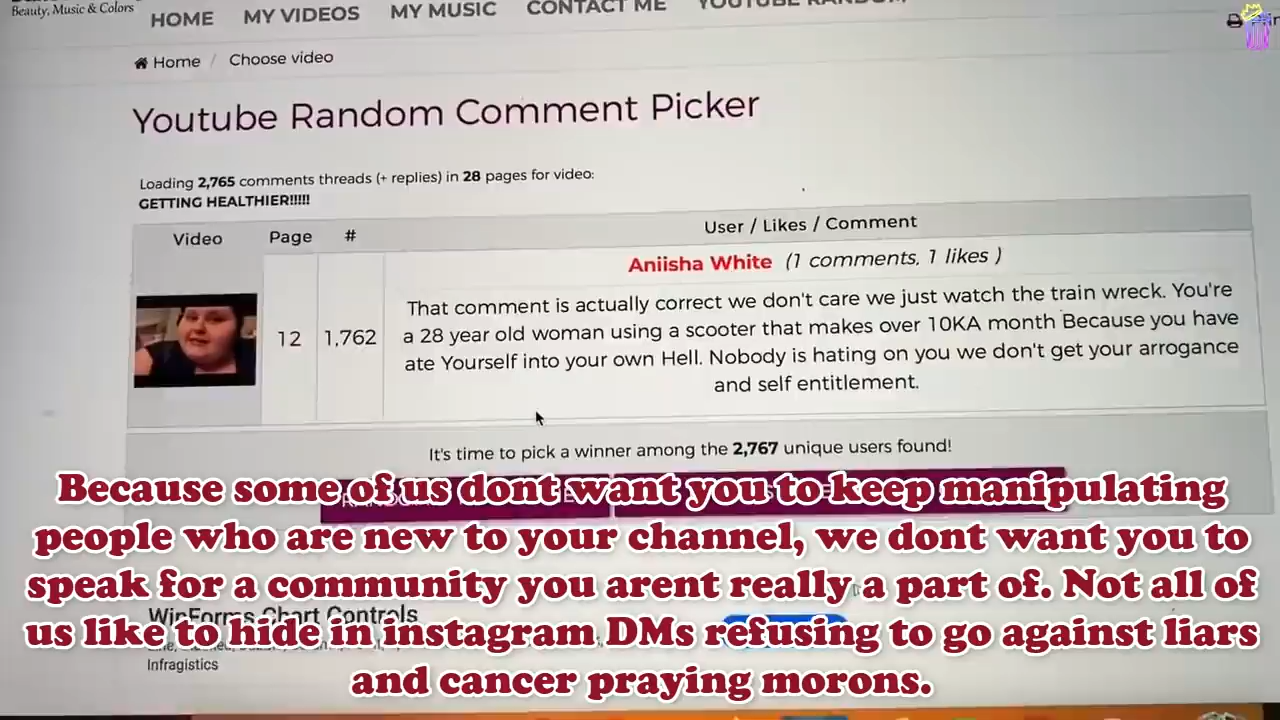 Beauty, Music & Colors
HOME MY VIDEOS MY MUSIC CONTACT ME YOUTUBE RANDOM
Home / Choose video
Youtube Random Comment Picker
Loading 2,765 comments threads (+ replies) in 28 pages for video:
GETTING HEALTHIER!!!!!
Video Page # User / Likes / Comment
Aniisha White (1 comments, 1 likes )
That comment is actually correct we don't care we just watch the train wreck. You're
12 1,762 a 28 year old woman using a scooter that makes over 10KA month Because you have
ate Yourself into your own Hell. Nobody is hating on you we don't get your arrogance
and self entitlement.
It's time to pick a winner among the 2,767 unique users found!
Because some of us dont want you to keep manipulating
people who are new to your channel, we dont want you to
speak for a community you arent really a part of. Not all of
WinForms Chart Controls
us like to hide in instagram DMs refusing to go against liars
Infragistics
and cancer praying morons.